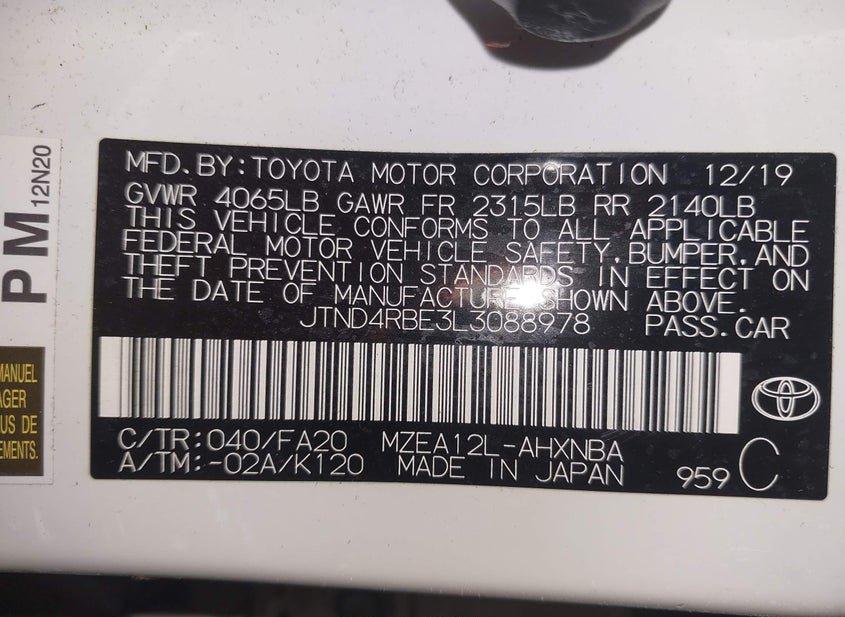 MFD.BY:TOYOTA MOTOR CORPORATION 12/19
GVWR 4065LB GAWR FR 2315LB RR 2140LB
THIS VEHICLE CONFORMS TO ALL APPLICABLE
FEDERAL MOTOR VEHICLE SAFETY,BUMPER,AND
THEFT PREVENTION STANDARDS IN EFFECT ON
THE DATE OF MANUFACTURE SHOWN ABOVE.
JTND4RBE3L3088978 PASS.CAR
C/TR:040/FA20 MZEA12L-AHXNBA
A/TM:-02A/K120 MADE IN JAPAN 959 C
PM 12N20
MANUEL
US DE